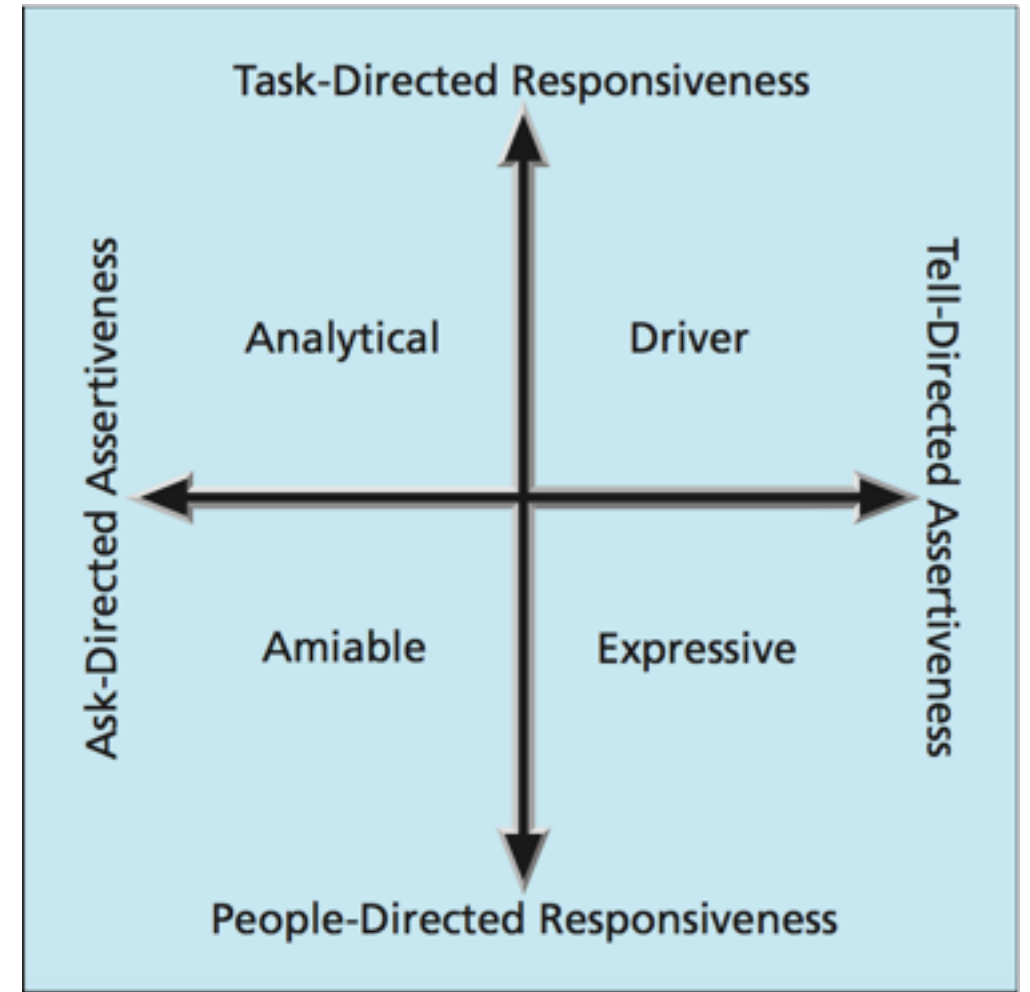 Task-Directed Responsiveness
Ask-Directed Assertiveness
Analytical
Driver
Tell-Directed Assertiveness
Amiable
Expressive
People-Directed Responsiveness